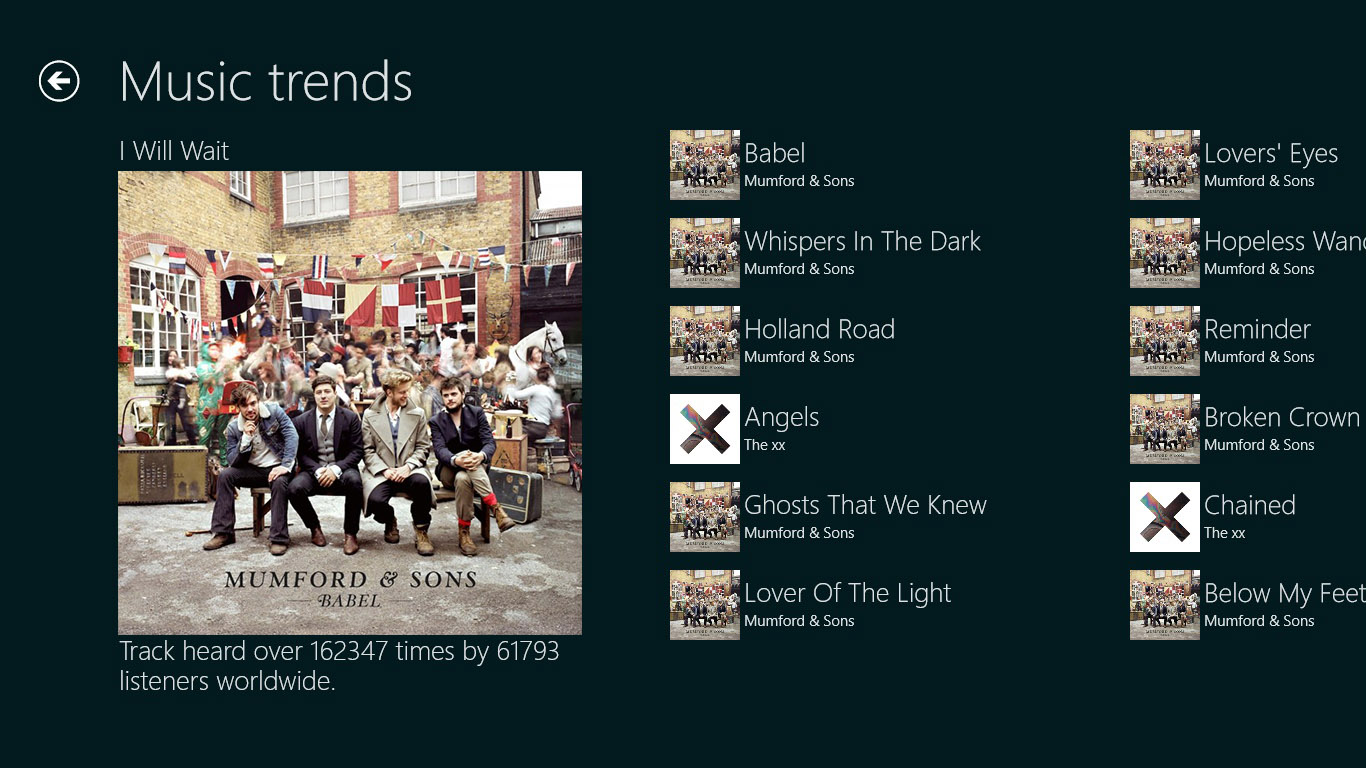 Music trends
I Will Wait
MUMFORD & SONS
BABEL
Track heard over 162347 times by 61793
listeners worldwide.
Babel
Mumford & Sons
Whispers In The Dark
Mumford & Sons
Holland Road
Mumford & Sons
Angels
The xx
Ghosts That We Knew
Mumford & Sons
Lover Of The Light
Mumford & Sons
Lovers' Eyes
Mumford & Sons
Hopeless Wan
Mumford & Sons
Reminder
Mumford & Sons
Broken Crown
Mumford & Sons
Chained
The xx
Below My Feet
Mumford & Sons